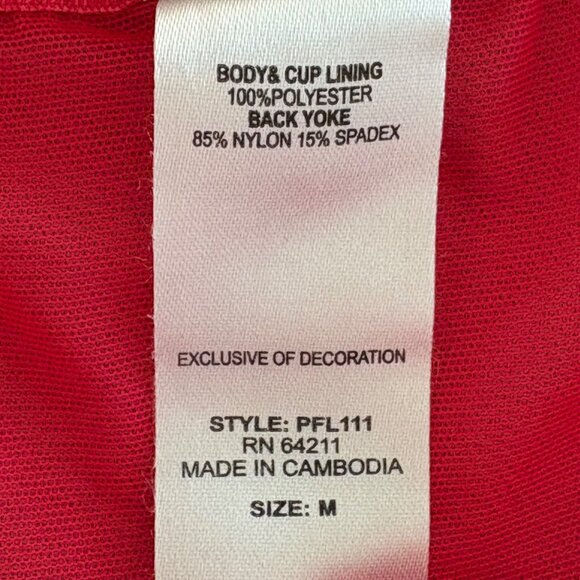 BODY& CUP LINING
100%POLYESTER
BACK YOKE
85% NYLON 15% SPADEX
EXCLUSIVE OF DECORATION
STYLE: PFL111
RN 64211
MADE IN CAMBODIA
SIZE: M